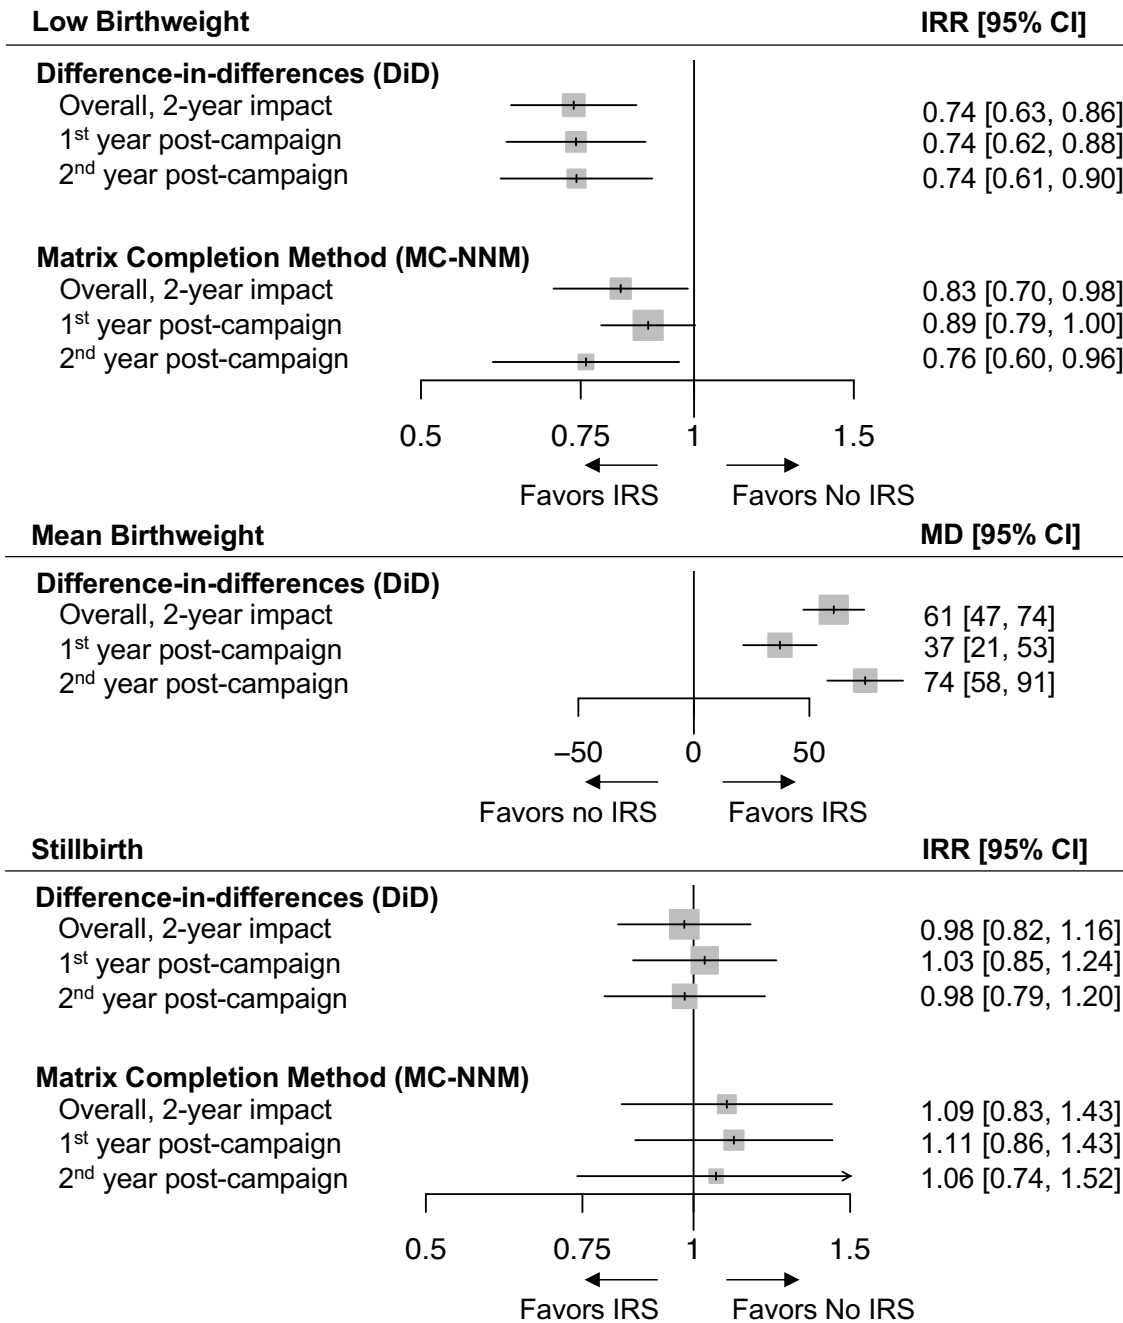 Low Birthweight IRR [95% CI]
Difference-in-differences (DiD)
Overall, 2-year impact 0.74 [0.63, 0.86]
1st year post-campaign 0.74 [0.62, 0.88]
2nd year post-campaign 0.74 [0.61, 0.90]
Matrix Completion Method (MC-NNM)
Overall, 2-year impact 0.83 [0.70, 0.98]
1st year post-campaign 0.89 [0.79, 1.00]
2nd year post-campaign 0.76 [0.60, 0.96]
0.5 0.75 1 1.5
Favors IRS Favors No IRS
Mean Birthweight MD [95% CI]
Difference-in-differences (DiD)
Overall, 2-year impact 61 [47, 74]
1st year post-campaign 37 [21, 53]
2nd year post-campaign 74 [58, 91]
–50 0 50
Favors no IRS Favors IRS
Stillbirth IRR [95% CI]
Difference-in-differences (DiD)
Overall, 2-year impact 0.98 [0.82, 1.16]
1st year post-campaign 1.03 [0.85, 1.24]
2nd year post-campaign 0.98 [0.79, 1.20]
Matrix Completion Method (MC-NNM)
Overall, 2-year impact 1.09 [0.83, 1.43]
1st year post-campaign 1.11 [0.86, 1.43]
2nd year post-campaign 1.06 [0.74, 1.52]
0.5 0.75 1 1.5
Favors IRS Favors No IRS